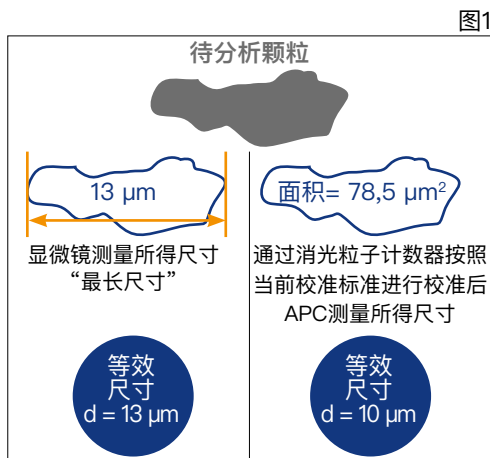 图1
待分析颗粒
13 µm
显微镜测量所得尺寸
“最长尺寸”
等效
尺寸
d = 13 µm
面积= 78,5 µm²
通过消光粒子计数器按照
当前校准标准进行校准后
APC测量所得尺寸
等效
尺寸
d = 10 µm